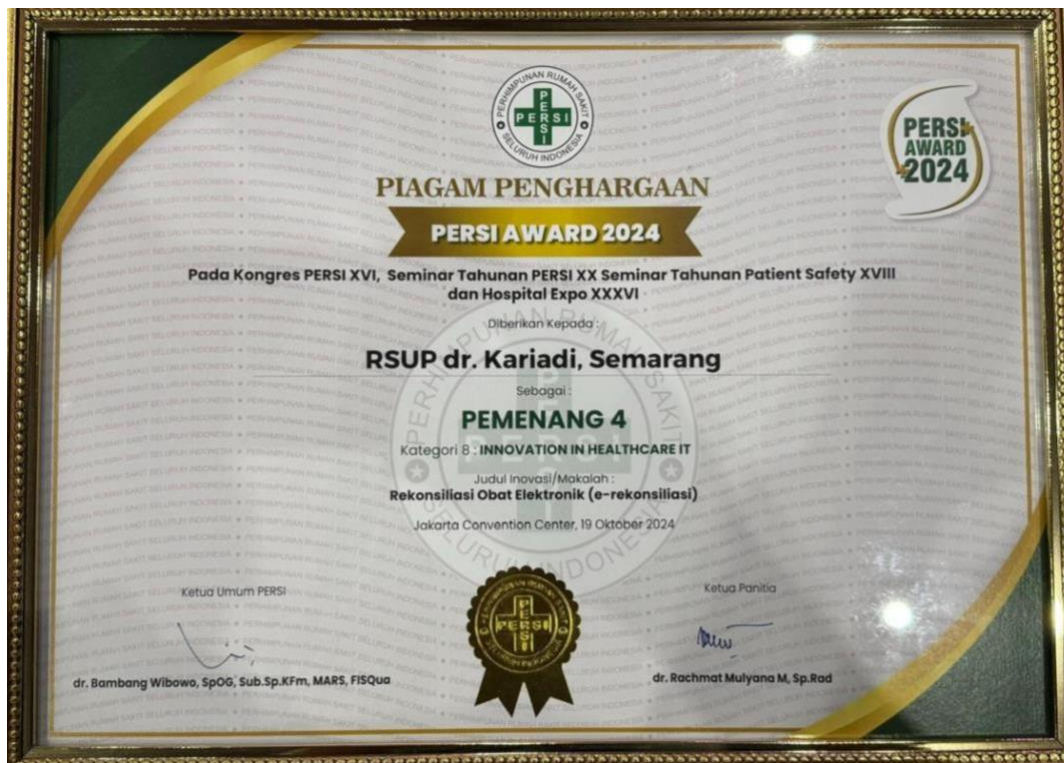 PERHIMPUNAN RUMAH SAKIT
SELURUH INDONESIA
PERSI
PERSI
PERSI
AWARD
2024
PIAGAM PENGHARGAAN
PERSI AWARD 2024
Pada Kongres PERSI XVI, Seminar Tahunan PERSI XX Seminar Tahunan Patient Safety XVIII
dan Hospital Expo XXXVI
Diberikan Kepada :
RSUP dr. Kariadi, Semarang
Sebagai :
PEMENANG 4
Kategori 8 : INNOVATION IN HEALTHCARE IT
Judul Inovasi/Makalah :
Rekonsiliasi Obat Elektronik (e-rekonsiliasi)
Jakarta Convention Center, 19 Oktober 2024
Ketua Umum PERSI
Ketua Panitia
PERSI
dr. Bambang Wibowo, SpOG, Sub.Sp.KFm, MARS, FISQua
dr. Rachmat Mulyana M, Sp.Rad